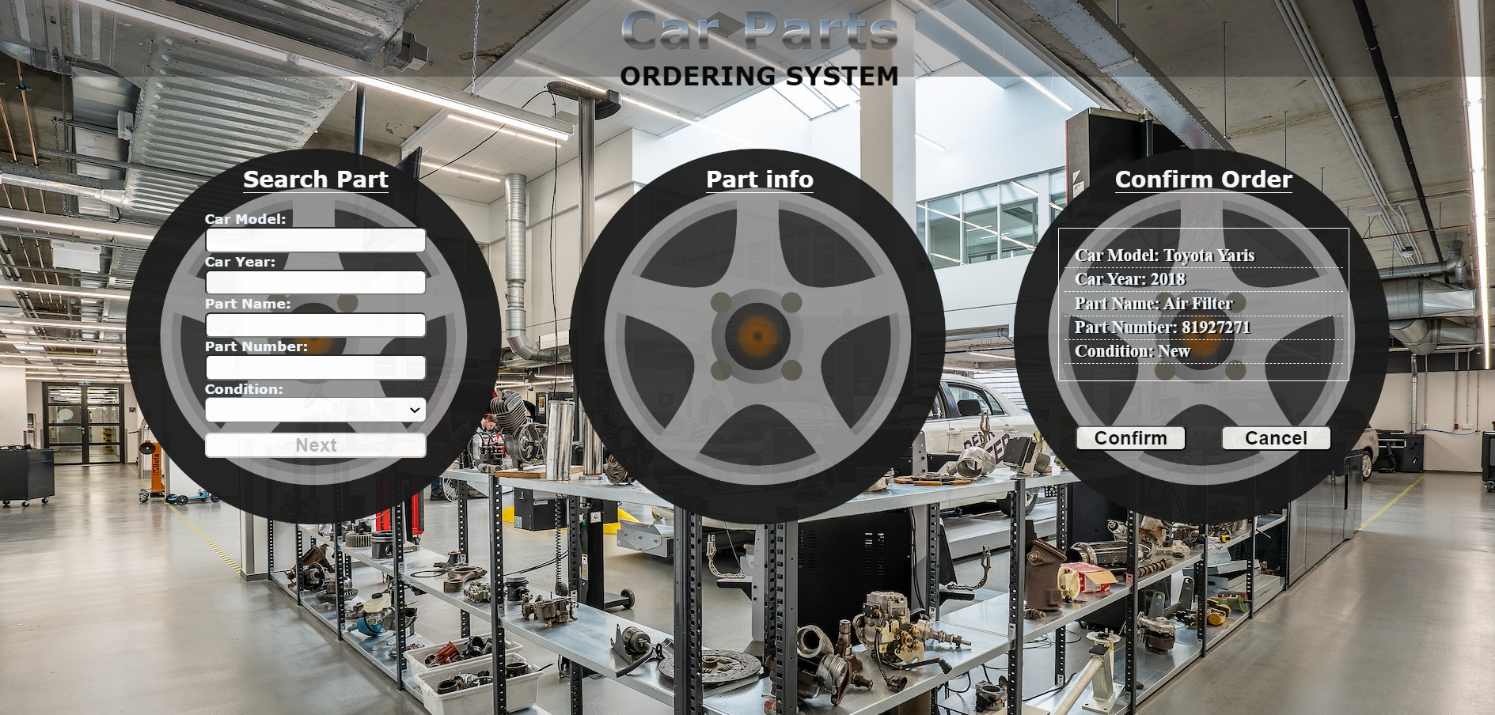 Car Parts
ORDERING SYSTEM
Search Part
Car Model:
Car Year:
Part Name:
Part Number:
Condition:
Next
Part info
Confirm Order
Car Model: Toyota Yaris
Car Year: 2018
Part Name: Air Filter
Part Number: 81927271
Condition: New
Confirm
Cancel